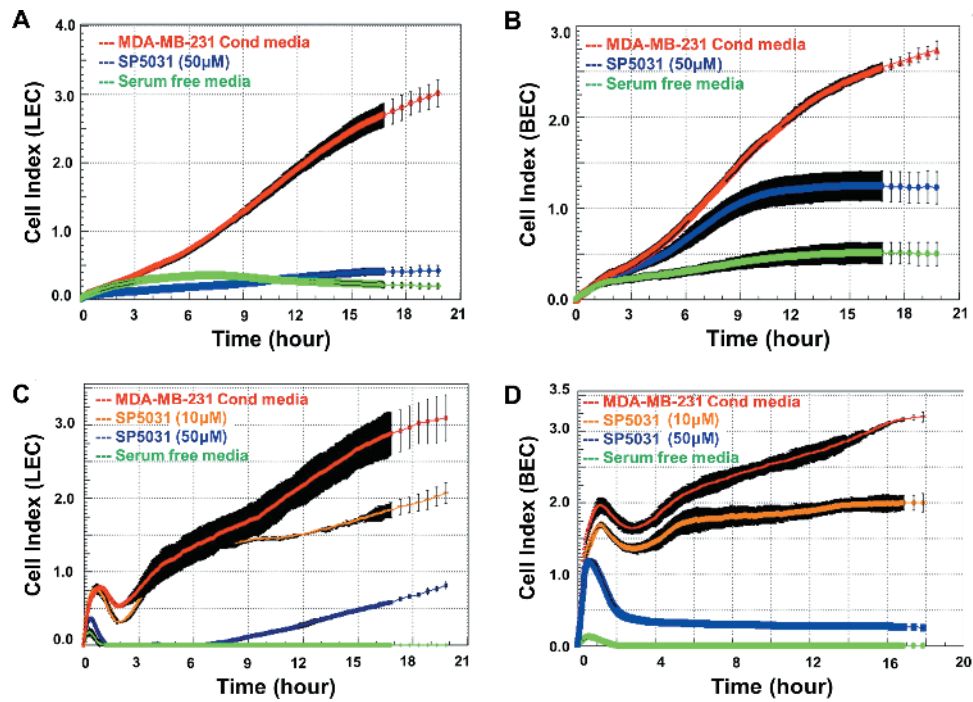 A
4.0
3.0
2.0
1.0
0.0
Cell Index (LEC)
--- MDA-MB-231 Cond media
--- SP5031 (50μM)
--- Serum free media
0 3 6 9 12 15 18 21
Time (hour)
B
3.0
2.0
1.0
0.0
Cell Index (BEC)
--- MDA-MB-231 Cond media
--- SP5031 (50μM)
--- Serum free media
0 3 6 9 12 15 18 21
Time (hour)
C
3.0
2.0
1.0
0.0
Cell Index (LEC)
--- MDA-MB-231 Cond media
--- SP5031 (10μM)
--- SP5031 (50μM)
--- Serum free media
0 3 6 9 12 15 18 21
Time (hour)
D
3.5
3.0
2.0
1.0
0.0
Cell Index (BEC)
--- MDA-MB-231 Cond media
--- SP5031 (10μM)
--- SP5031 (50μM)
--- Serum free media
0 4 8 12 16 20
Time (hour)